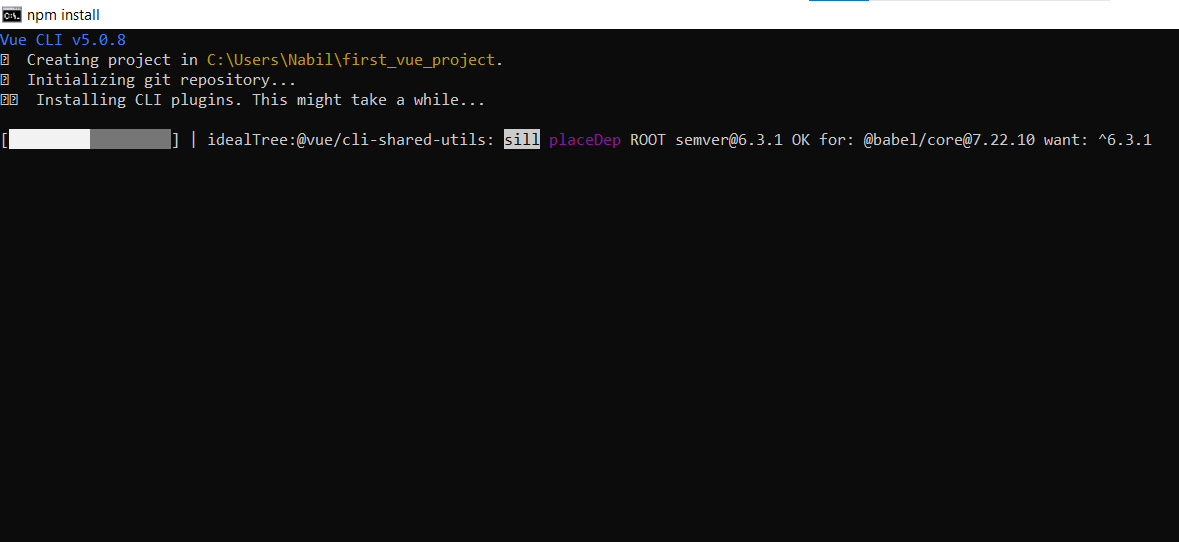 npm install
Vue CLI v5.0.8
Creating project in C:\Users\Nabil\first_vue_project.
Initializing git repository...
Installing CLI plugins. This might take a while...
[ ] | idealTree:@vue/cli-shared-utils: sill placeDep ROOT semver@6.3.1 OK for: @babel/core@7.22.10 want: ^6.3.1